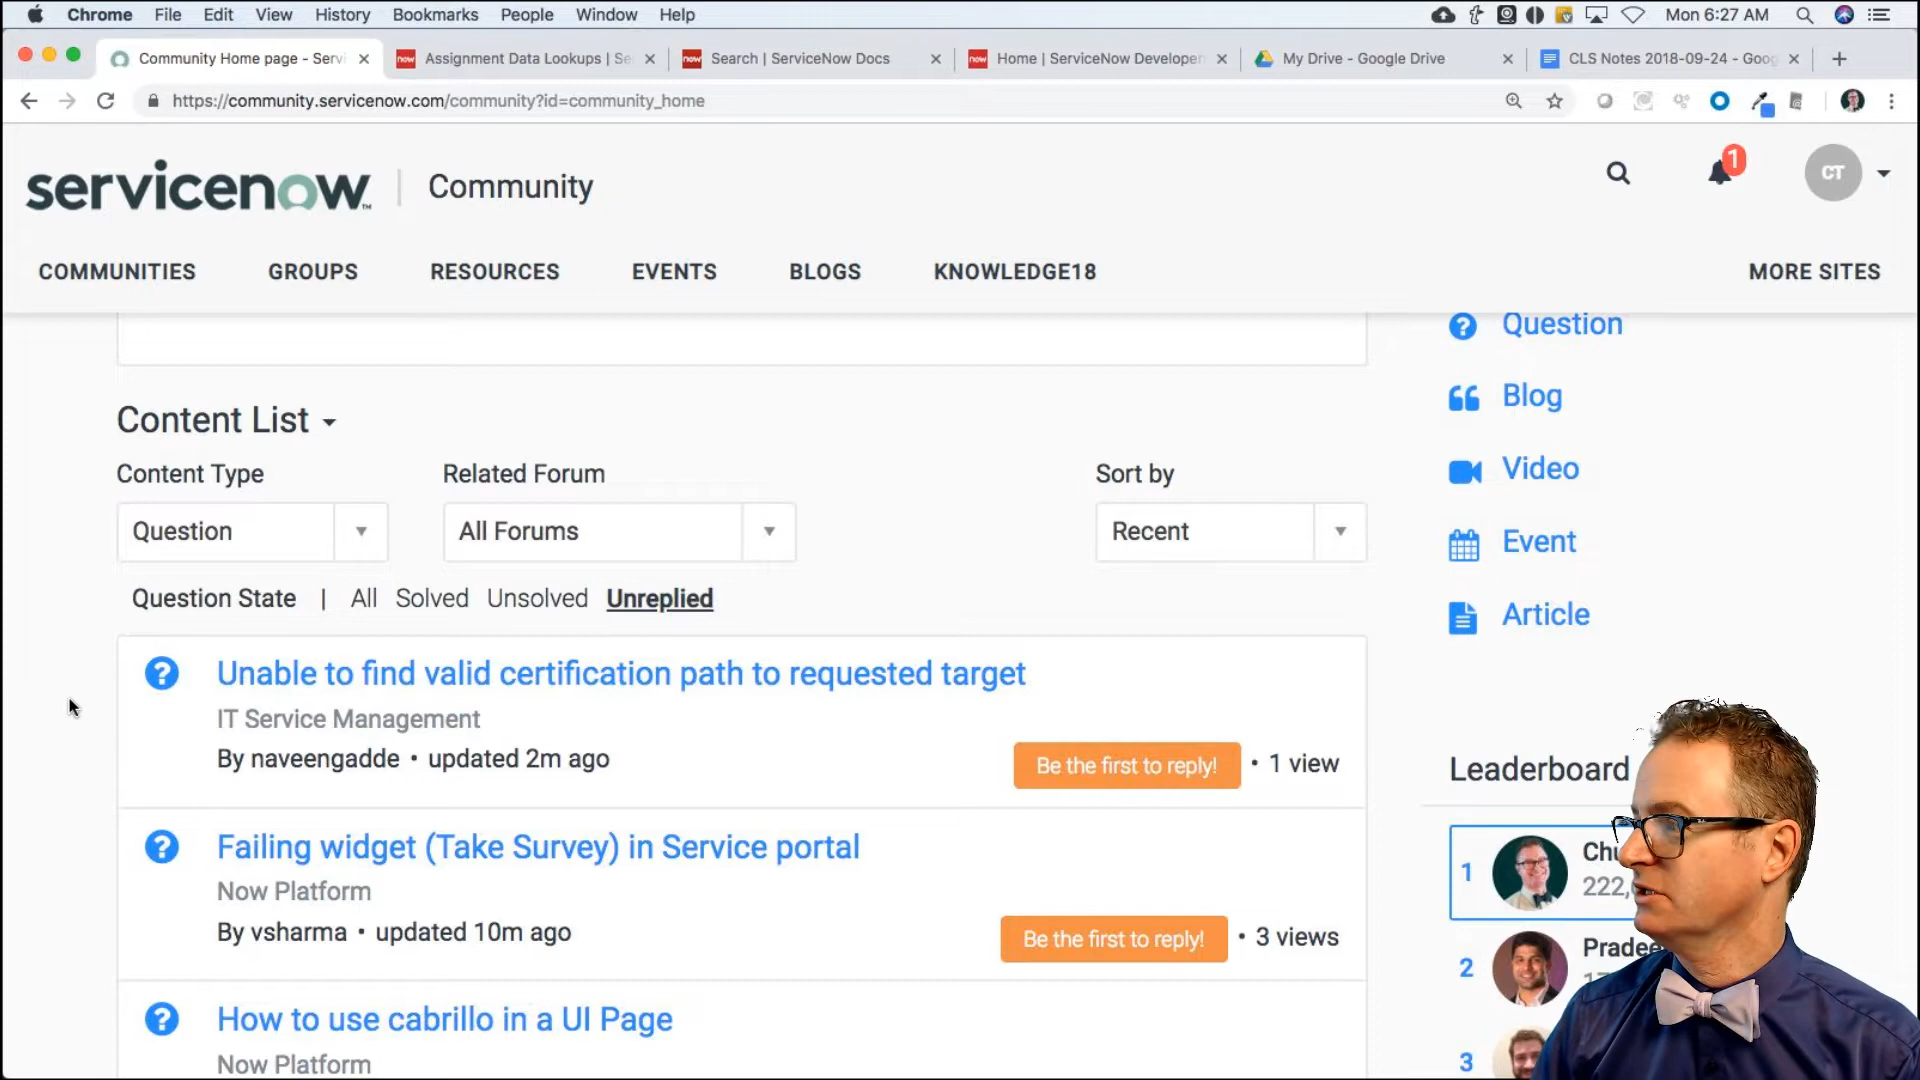 Chrome File Edit View History Bookmarks People Window Help
Mon 6:27 AM
Community Home page - Servi
now Assignment Data Lookups | Se
now Search | ServiceNow Docs
now Home | ServiceNow Developer
My Drive - Google Drive
CLS Notes 2018-09-24 - Goog
https://community.servicenow.com/community?id=community_home
servicenow™ Community
1
CT
COMMUNITIES GROUPS RESOURCES EVENTS BLOGS KNOWLEDGE18 MORE SITES
Question
Blog
Video
Event
Article
Content List
Content Type Related Forum Sort by
Question All Forums Recent
Question State | All Solved Unsolved Unreplied
Unable to find valid certification path to requested target
IT Service Management
By naveengadde • updated 2m ago
Be the first to reply! • 1 view
Failing widget (Take Survey) in Service portal
Now Platform
By vsharma • updated 10m ago
Be the first to reply! • 3 views
How to use cabrillo in a UI Page
Now Platform
Leaderboard
1
2
3